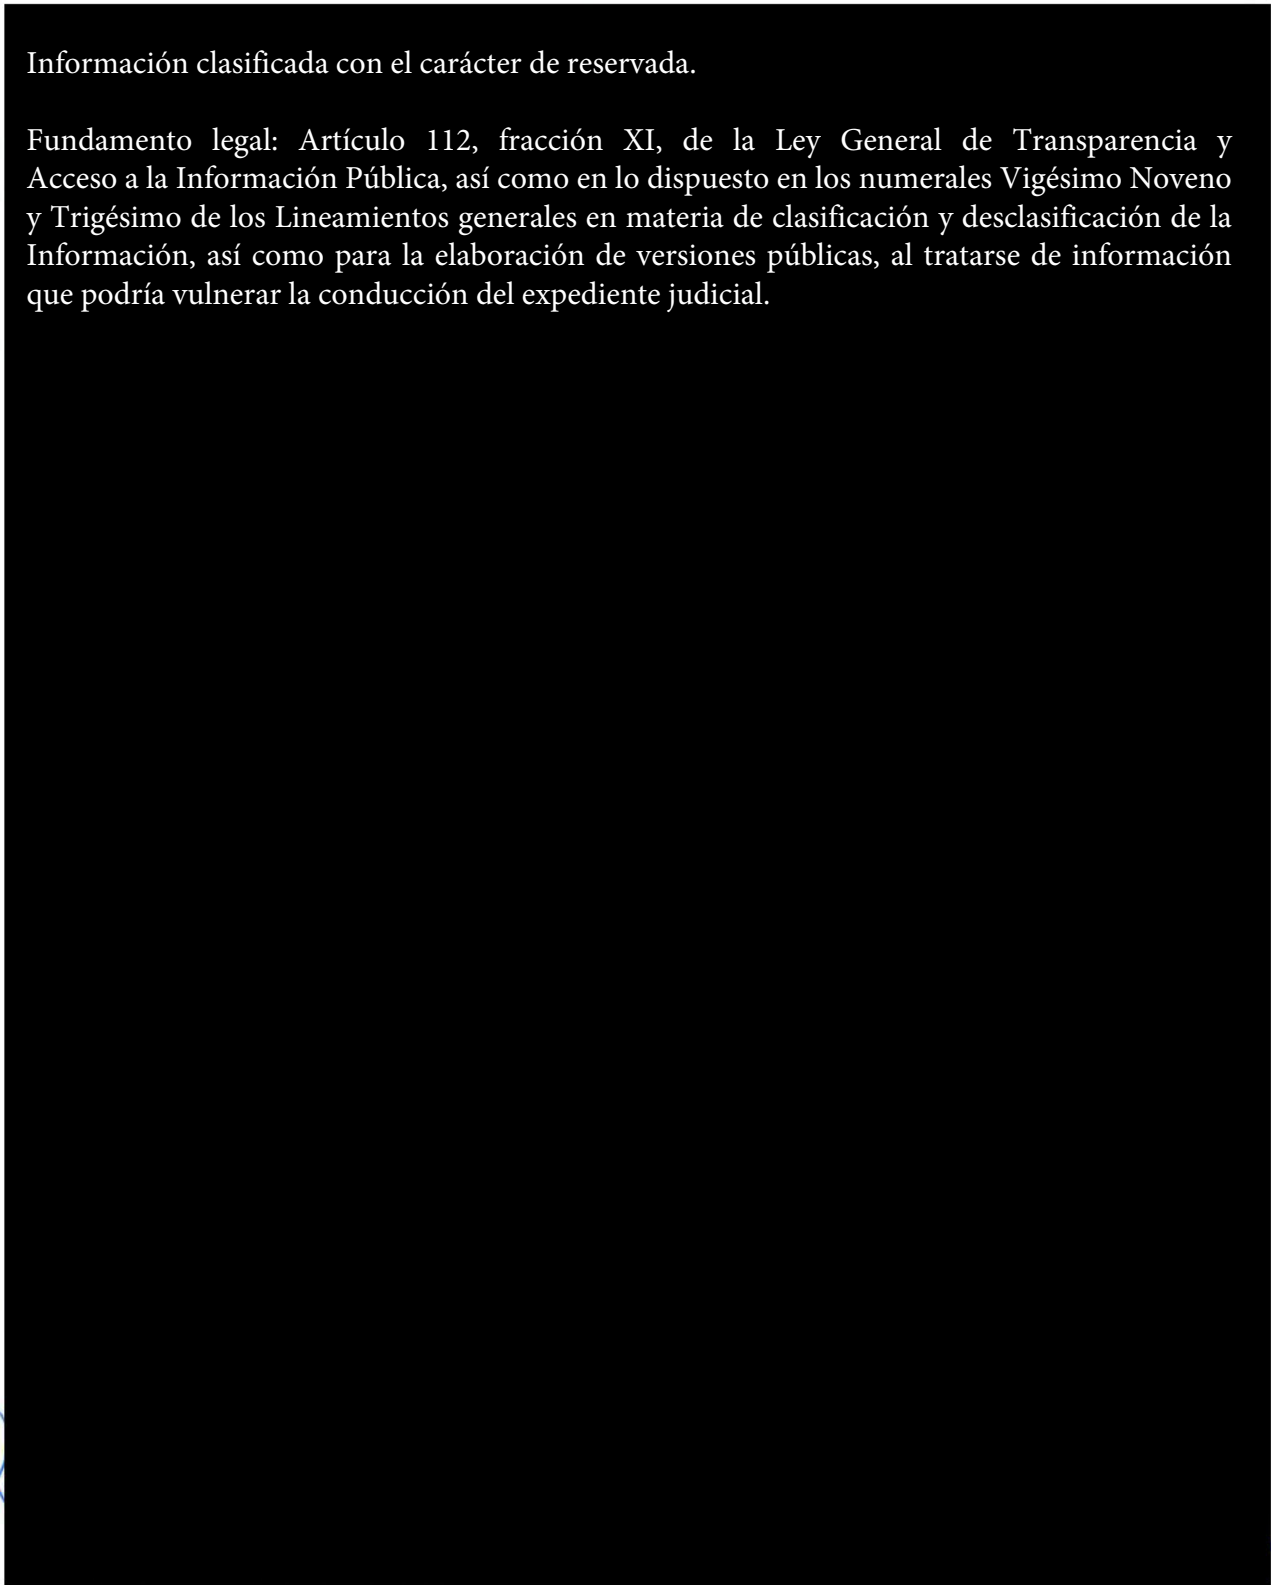 Información clasificada con el carácter de reservada.
Fundamento legal: Artículo 112, fracción XI, de la Ley General de Transparencia y
Acceso a la Información Pública, así como en lo dispuesto en los numerales Vigésimo Noveno
y Trigésimo de los Lineamientos generales en materia de clasificación y desclasificación de la
Información, así como para la elaboración de versiones públicas, al tratarse de información
que podría vulnerar la conducción del expediente judicial.